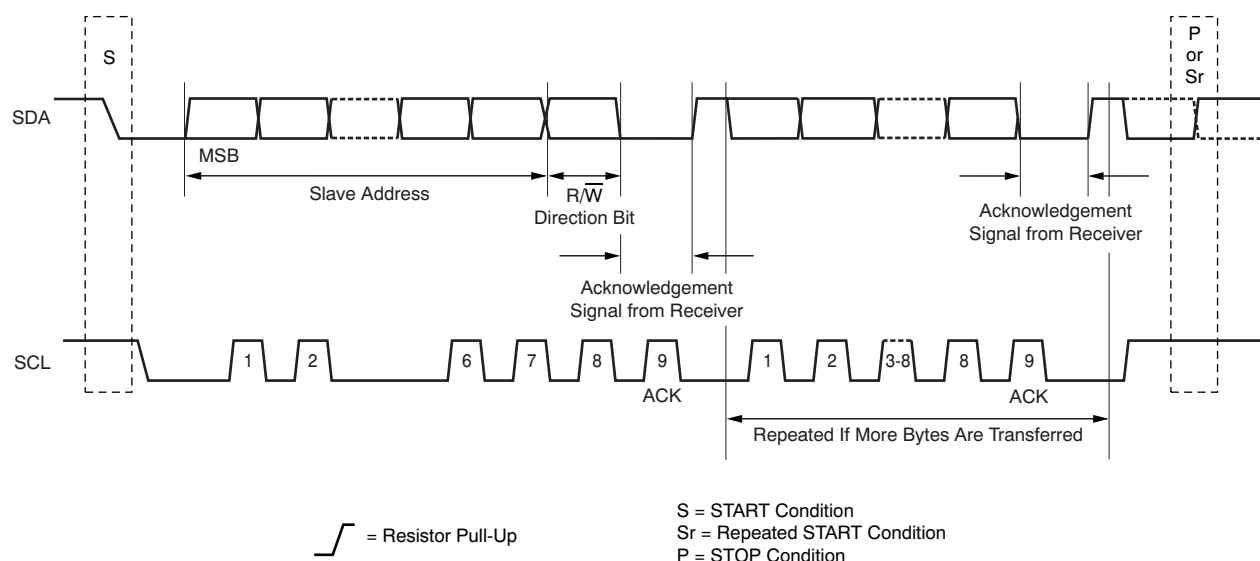 S
P
or
Sr
SDA
MSB
Slave Address
R/W̅
Direction Bit
Acknowledgement
Signal from Receiver
Acknowledgement
Signal from Receiver
SCL
1
2
6
7
8
9
1
2
3-8
8
9
ACK
ACK
Repeated If More Bytes Are Transferred
= Resistor Pull-Up
S = START Condition
Sr = Repeated START Condition
P = STOP Condition